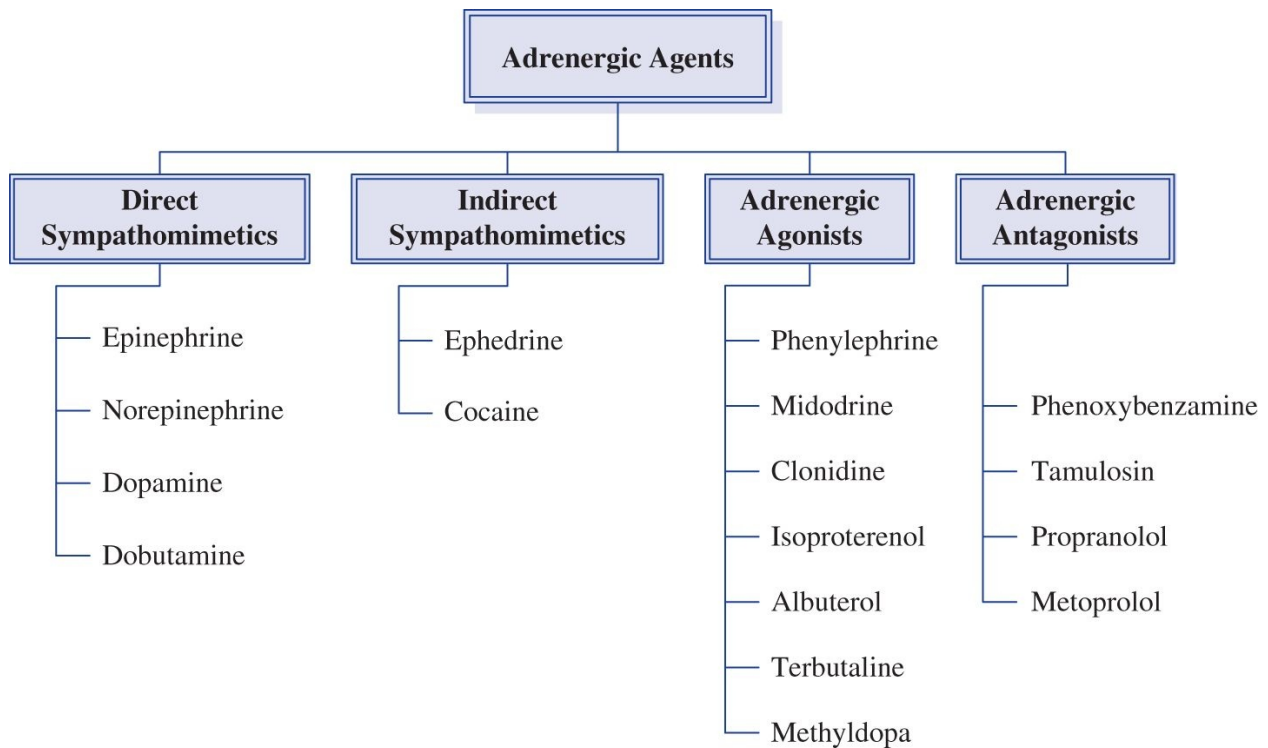 Adrenergic Agents
Direct
Sympathomimetics
Indirect
Sympathomimetics
Adrenergic
Agonists
Adrenergic
Antagonists
Epinephrine
Norepinephrine
Dopamine
Dobutamine
Ephedrine
Cocaine
Phenylephrine
Midodrine
Clonidine
Isoproterenol
Albuterol
Terbutaline
Methyldopa
Phenoxybenzamine
Tamulosin
Propranolol
Metoprolol